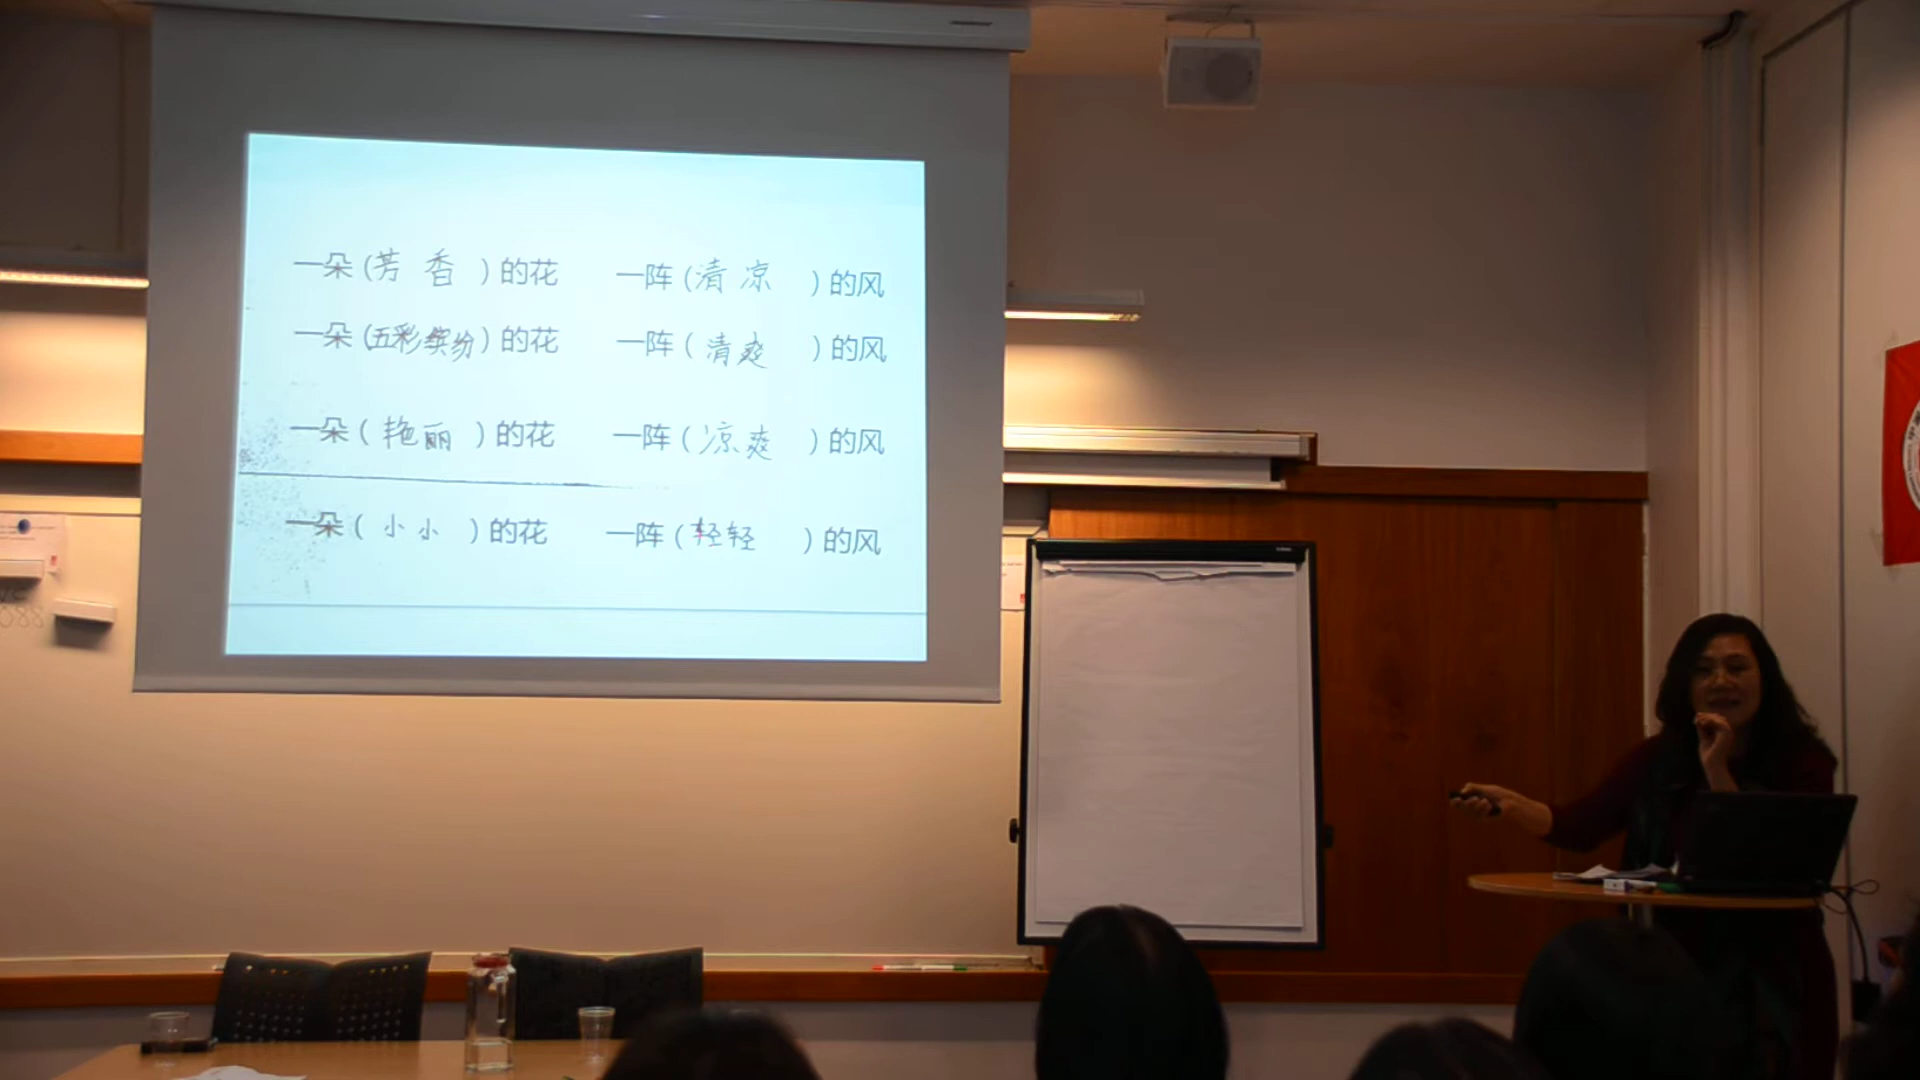 一朵(芳香)的花 一阵(清凉)的风
一朵(五彩缤纷)的花 一阵(清爽)的风
一朵(艳丽)的花 一阵(凉爽)的风
一朵(小小)的花 一阵(轻轻)的风